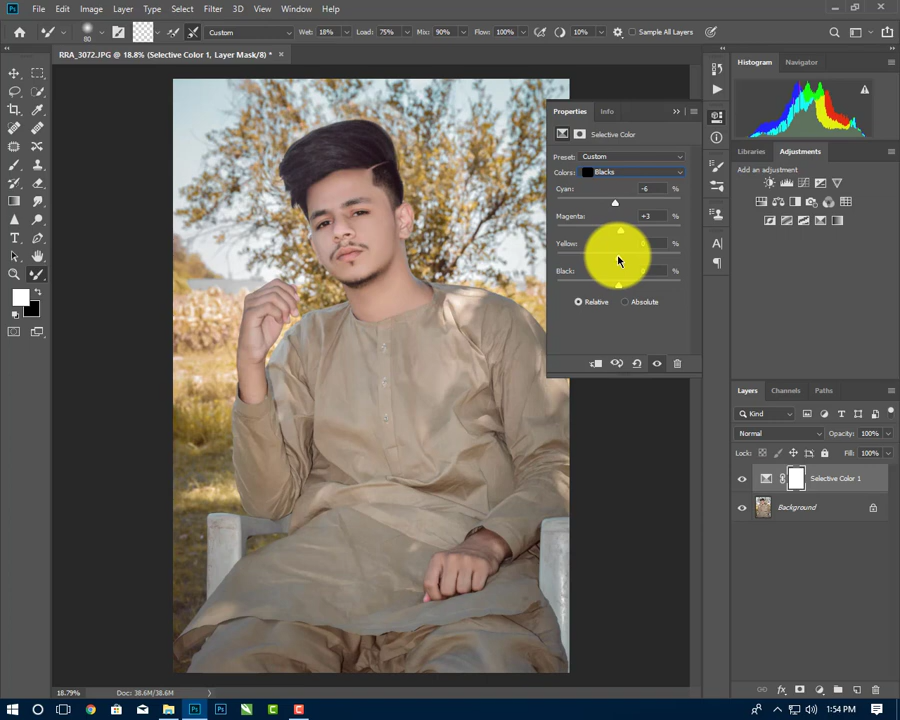 Ps File Edit Image Layer Type Select Filter 3D View Window Help
80 Custom Wet: 18% Load: 75% Mix: 90% Flow: 100% 10% Sample All Layers
RRA_3072.JPG @ 18.8% (Selective Color 1, Layer Mask/8) * ×
Histogram Navigator
Properties Info
Selective Color
Preset: Custom
Colors: Blacks
Cyan: -6 %
Magenta: +3 %
Yellow: %
Black: %
Relative Absolute
Libraries Adjustments
Add an adjustment
Layers Channels Paths
Kind
Normal Opacity: 100%
Lock: Fill: 100%
Selective Color 1
Background
18.79% Doc: 38.6M/38.6M
1:54 PM